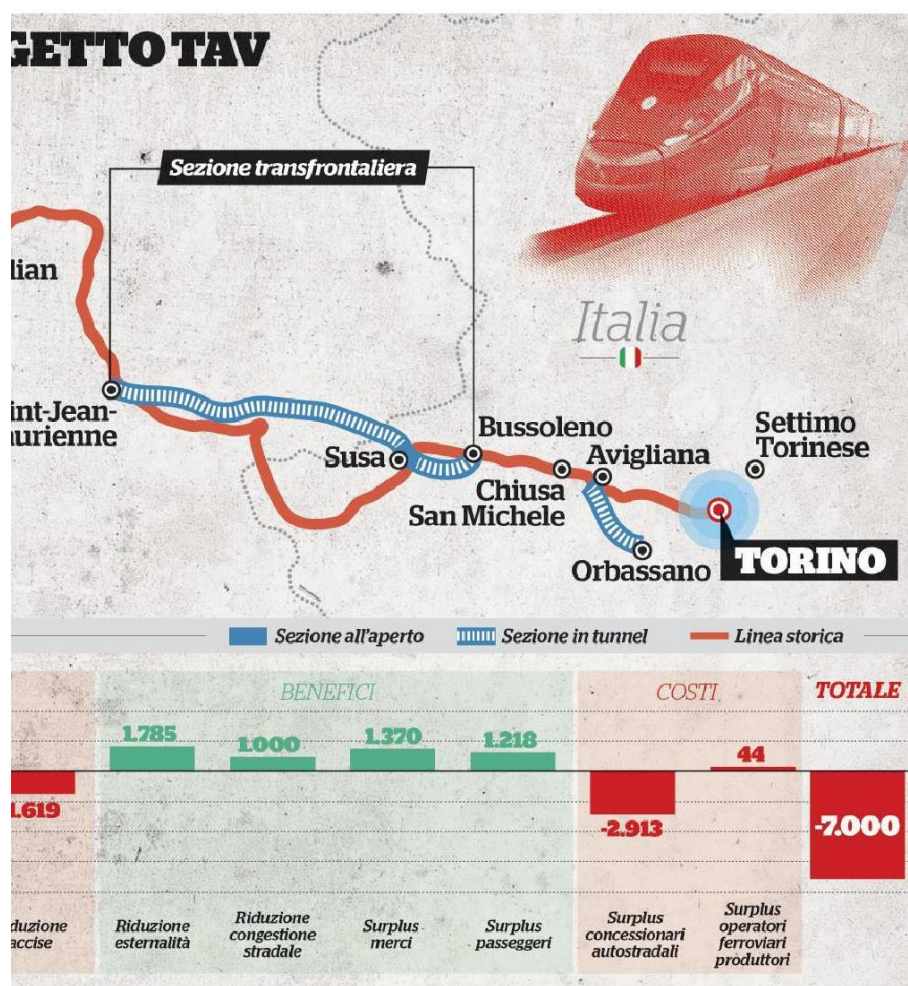 GETTO TAV
Sezione transfrontaliera
lian
Italia
int-Jean-
urienne
Susa
Bussoleno
Chiusa
San Michele
Avigliana
Settimo
Torinese
Orbassano
TORINO
Sezione all'aperto
Sezione in tunnel
Linea storica
BENEFICI
COSTI
TOTALE
1.619
1.785
1.000
1.370
1.218
-2.913
44
-7.000
duzione
accise
Riduzione
esternalità
Riduzione
congestione
stradale
Surplus
merci
Surplus
passeggeri
Surplus
concessionari
autostradali
Surplus
operatori
ferroviari
produttori